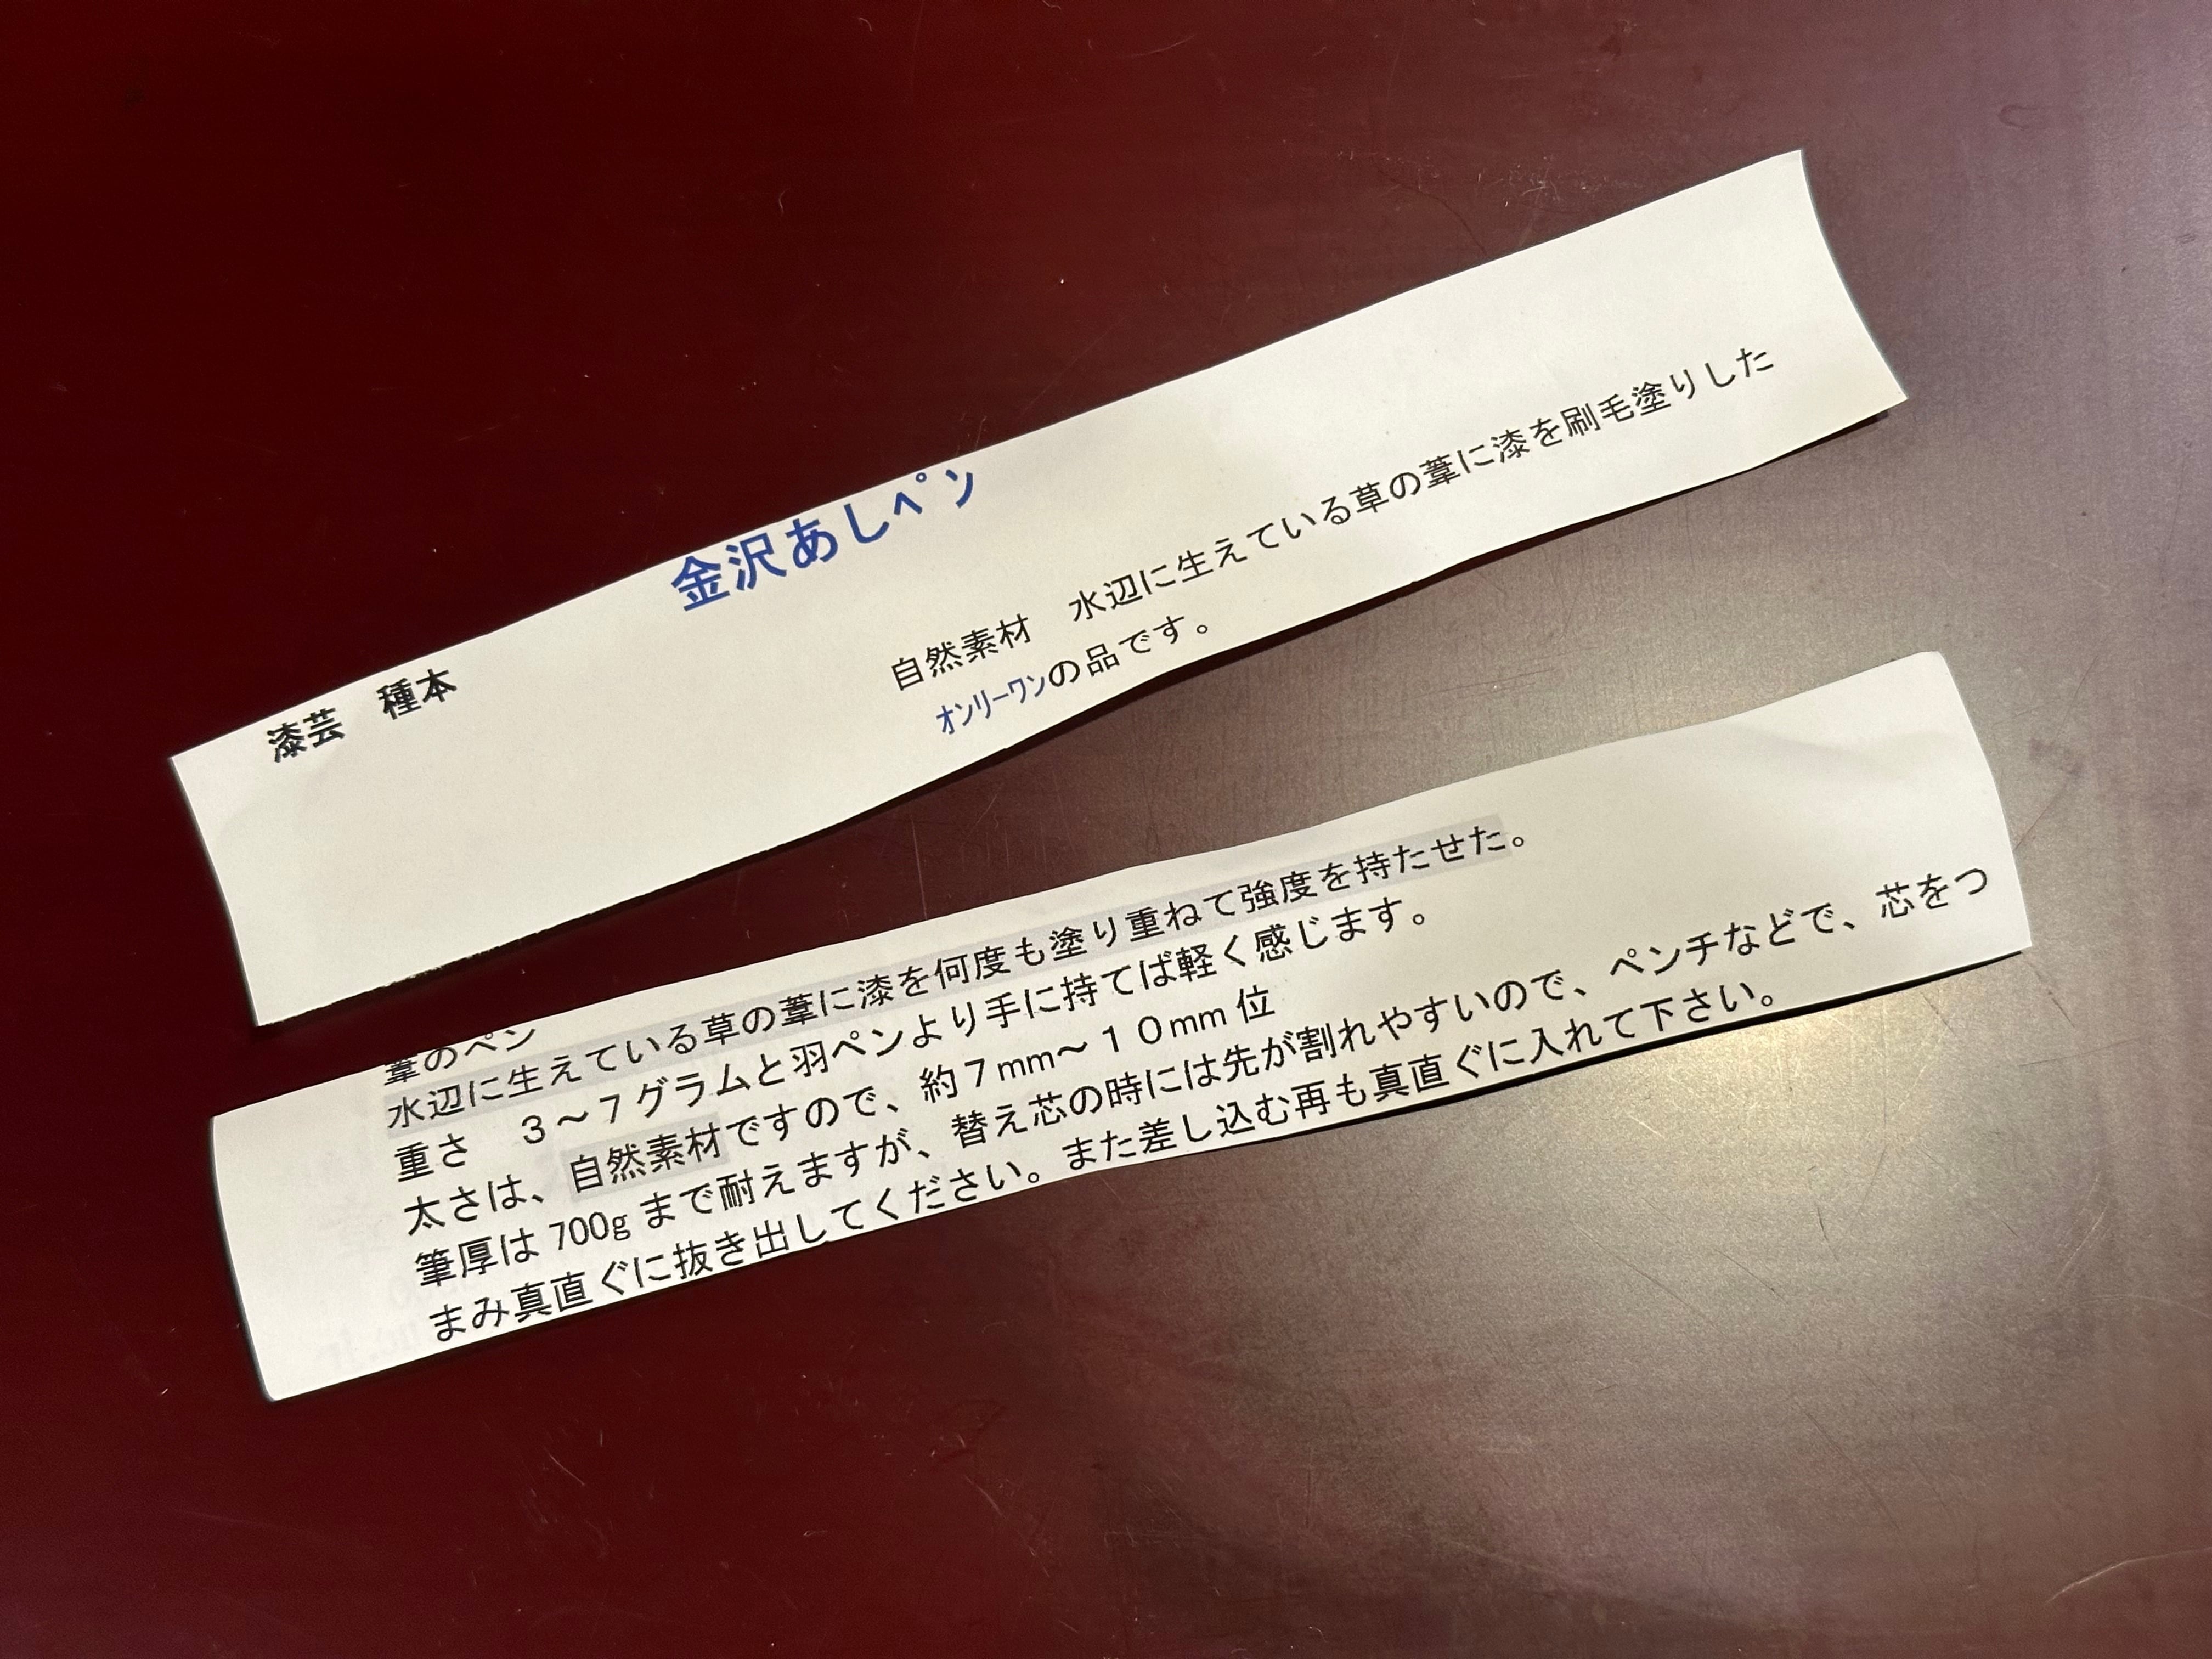 金沢あしペン
漆芸　種本
自然素材　水辺に生えている草の葦に漆を刷毛塗りした
オンリーワンの品です。
葦のペン
水辺に生えている草の葦に漆を何度も塗り重ねて強度を持たせた。
重さ　３～７グラムと羽ペンより手に持てば軽く感じます。
太さは、自然素材ですので、約７mm～１０mm 位
筆厚は 700g まで耐えますが、替え芯の時には先が割れやすいので、ペンチなどで、芯をつ
まみ真直ぐに抜き出してください。また差し込む再も真直ぐに入れて下さい。